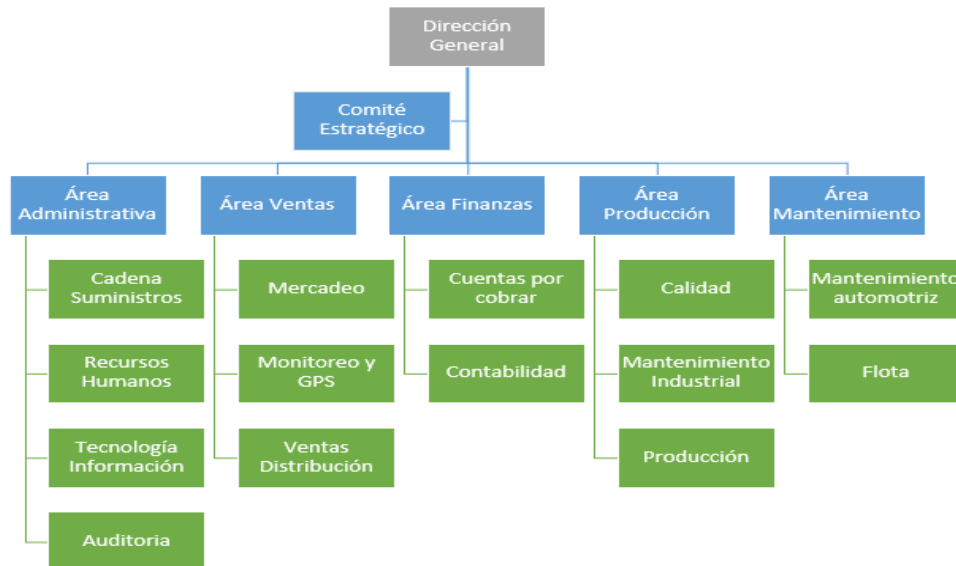 Dirección
General
Comité
Estratégico
Área
Administrativa
Área Ventas
Área Finanzas
Área
Producción
Área
Mantenimiento
Cadena
Suministros
Mercadeo
Cuentas por
cobrar
Calidad
Mantenimiento
automotriz
Recursos
Humanos
Monitoreo y
GPS
Contabilidad
Mantenimiento
Industrial
Flota
Tecnología
Información
Ventas
Distribución
Producción
Auditoria